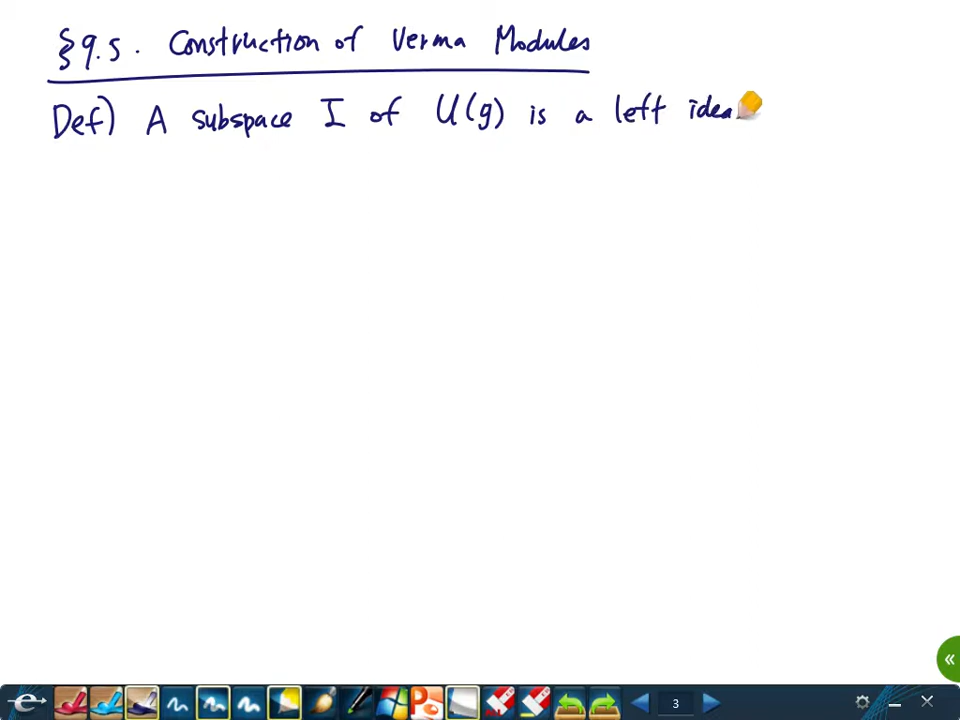 §9.5. Construction of Verma Modules
Def) A subspace I of U(g) is a left idea
3